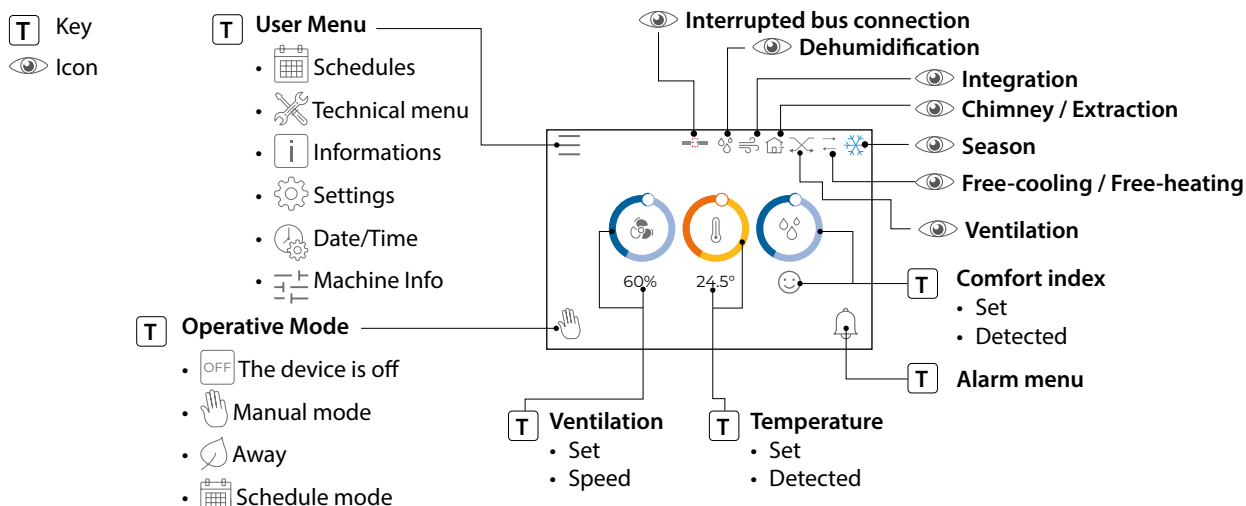 T Key
Icon
T User Menu
• Schedules
• Technical menu
• i Informations
• Settings
• Date/Time
• Machine Info
T Operative Mode
• OFF The device is off
• Manual mode
• Away
• Schedule mode
Interrupted bus connection
Dehumidification
Integration
Chimney / Extraction
Season
Free-cooling / Free-heating
Ventilation
60%
24.5°
T Comfort index
• Set
• Detected
T Alarm menu
T Ventilation
• Set
• Speed
T Temperature
• Set
• Detected